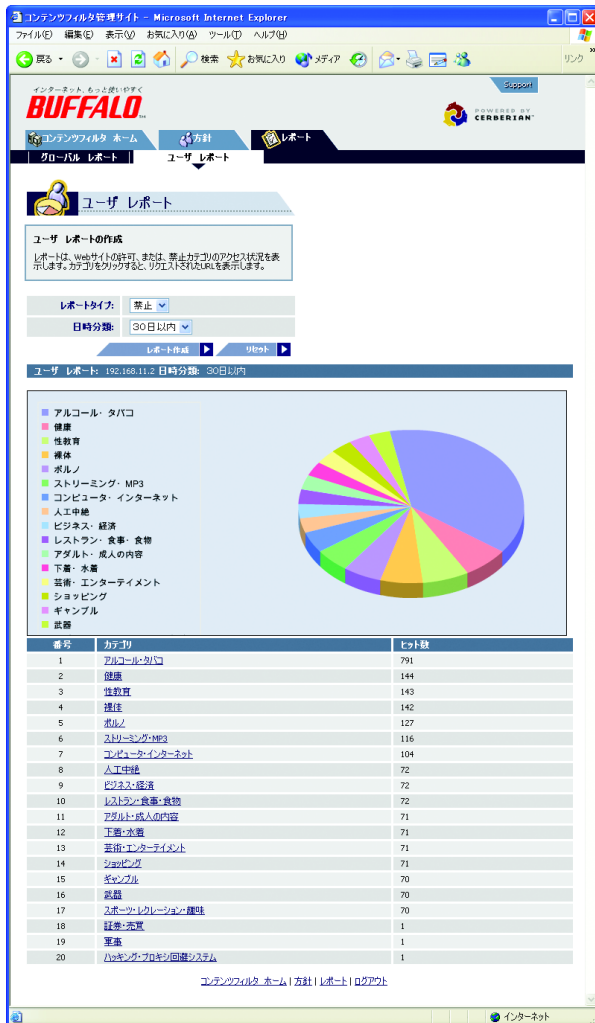 コンテンツフィルタ管理サイト - Microsoft Internet Explorer
ファイル(F) 編集(E) 表示(V) お気に入り(A) ツール(T) ヘルプ(H)
戻る 検索 お気に入り メディア リンク »
Support
インターネット、もっと使いやすく
BUFFALO
POWERED BY
CERBERIAN
コンテンツフィルタ ホーム 方針 レポート
グローバル レポート ユーザ レポート
ユーザ レポート
ユーザ レポートの作成
レポートは、Webサイトの許可、または、禁止カテゴリのアクセス状況を表
示します。カテゴリをクリックすると、リクエストされたURLを表示します。
レポートタイプ: 禁止
日時分類: 30日以内
レポート作成 リセット
ユーザ レポート: 192.168.11.2 日時分類: 30日以内
アルコール・タバコ
健康
性教育
裸体
ポルノ
ストリーミング・MP3
コンピュータ・インターネット
人工中絶
ビジネス・経済
レストラン・食事・食物
アダルト・成人の内容
下着・水着
芸術・エンターテイメント
ショッピング
ギャンブル
武器
番号 カテゴリ ヒット数
1 アルコール・タバコ 791
2 健康 144
3 性教育 143
4 裸体 142
5 ポルノ 127
6 ストリーミング・MP3 116
7 コンピュータ・インターネット 104
8 人工中絶 72
9 ビジネス・経済 72
10 レストラン・食事・食物 72
11 アダルト・成人の内容 71
12 下着・水着 71
13 芸術・エンターテイメント 71
14 ショッピング 71
15 ギャンブル 70
16 武器 70
17 スポーツ・レクレーション・趣味 70
18 証券・売買 1
19 軍事 1
20 ハッキング・プロキシ回避システム 1
コンテンツフィルタ ホーム | 方針 | レポート | ログアウト
インターネット